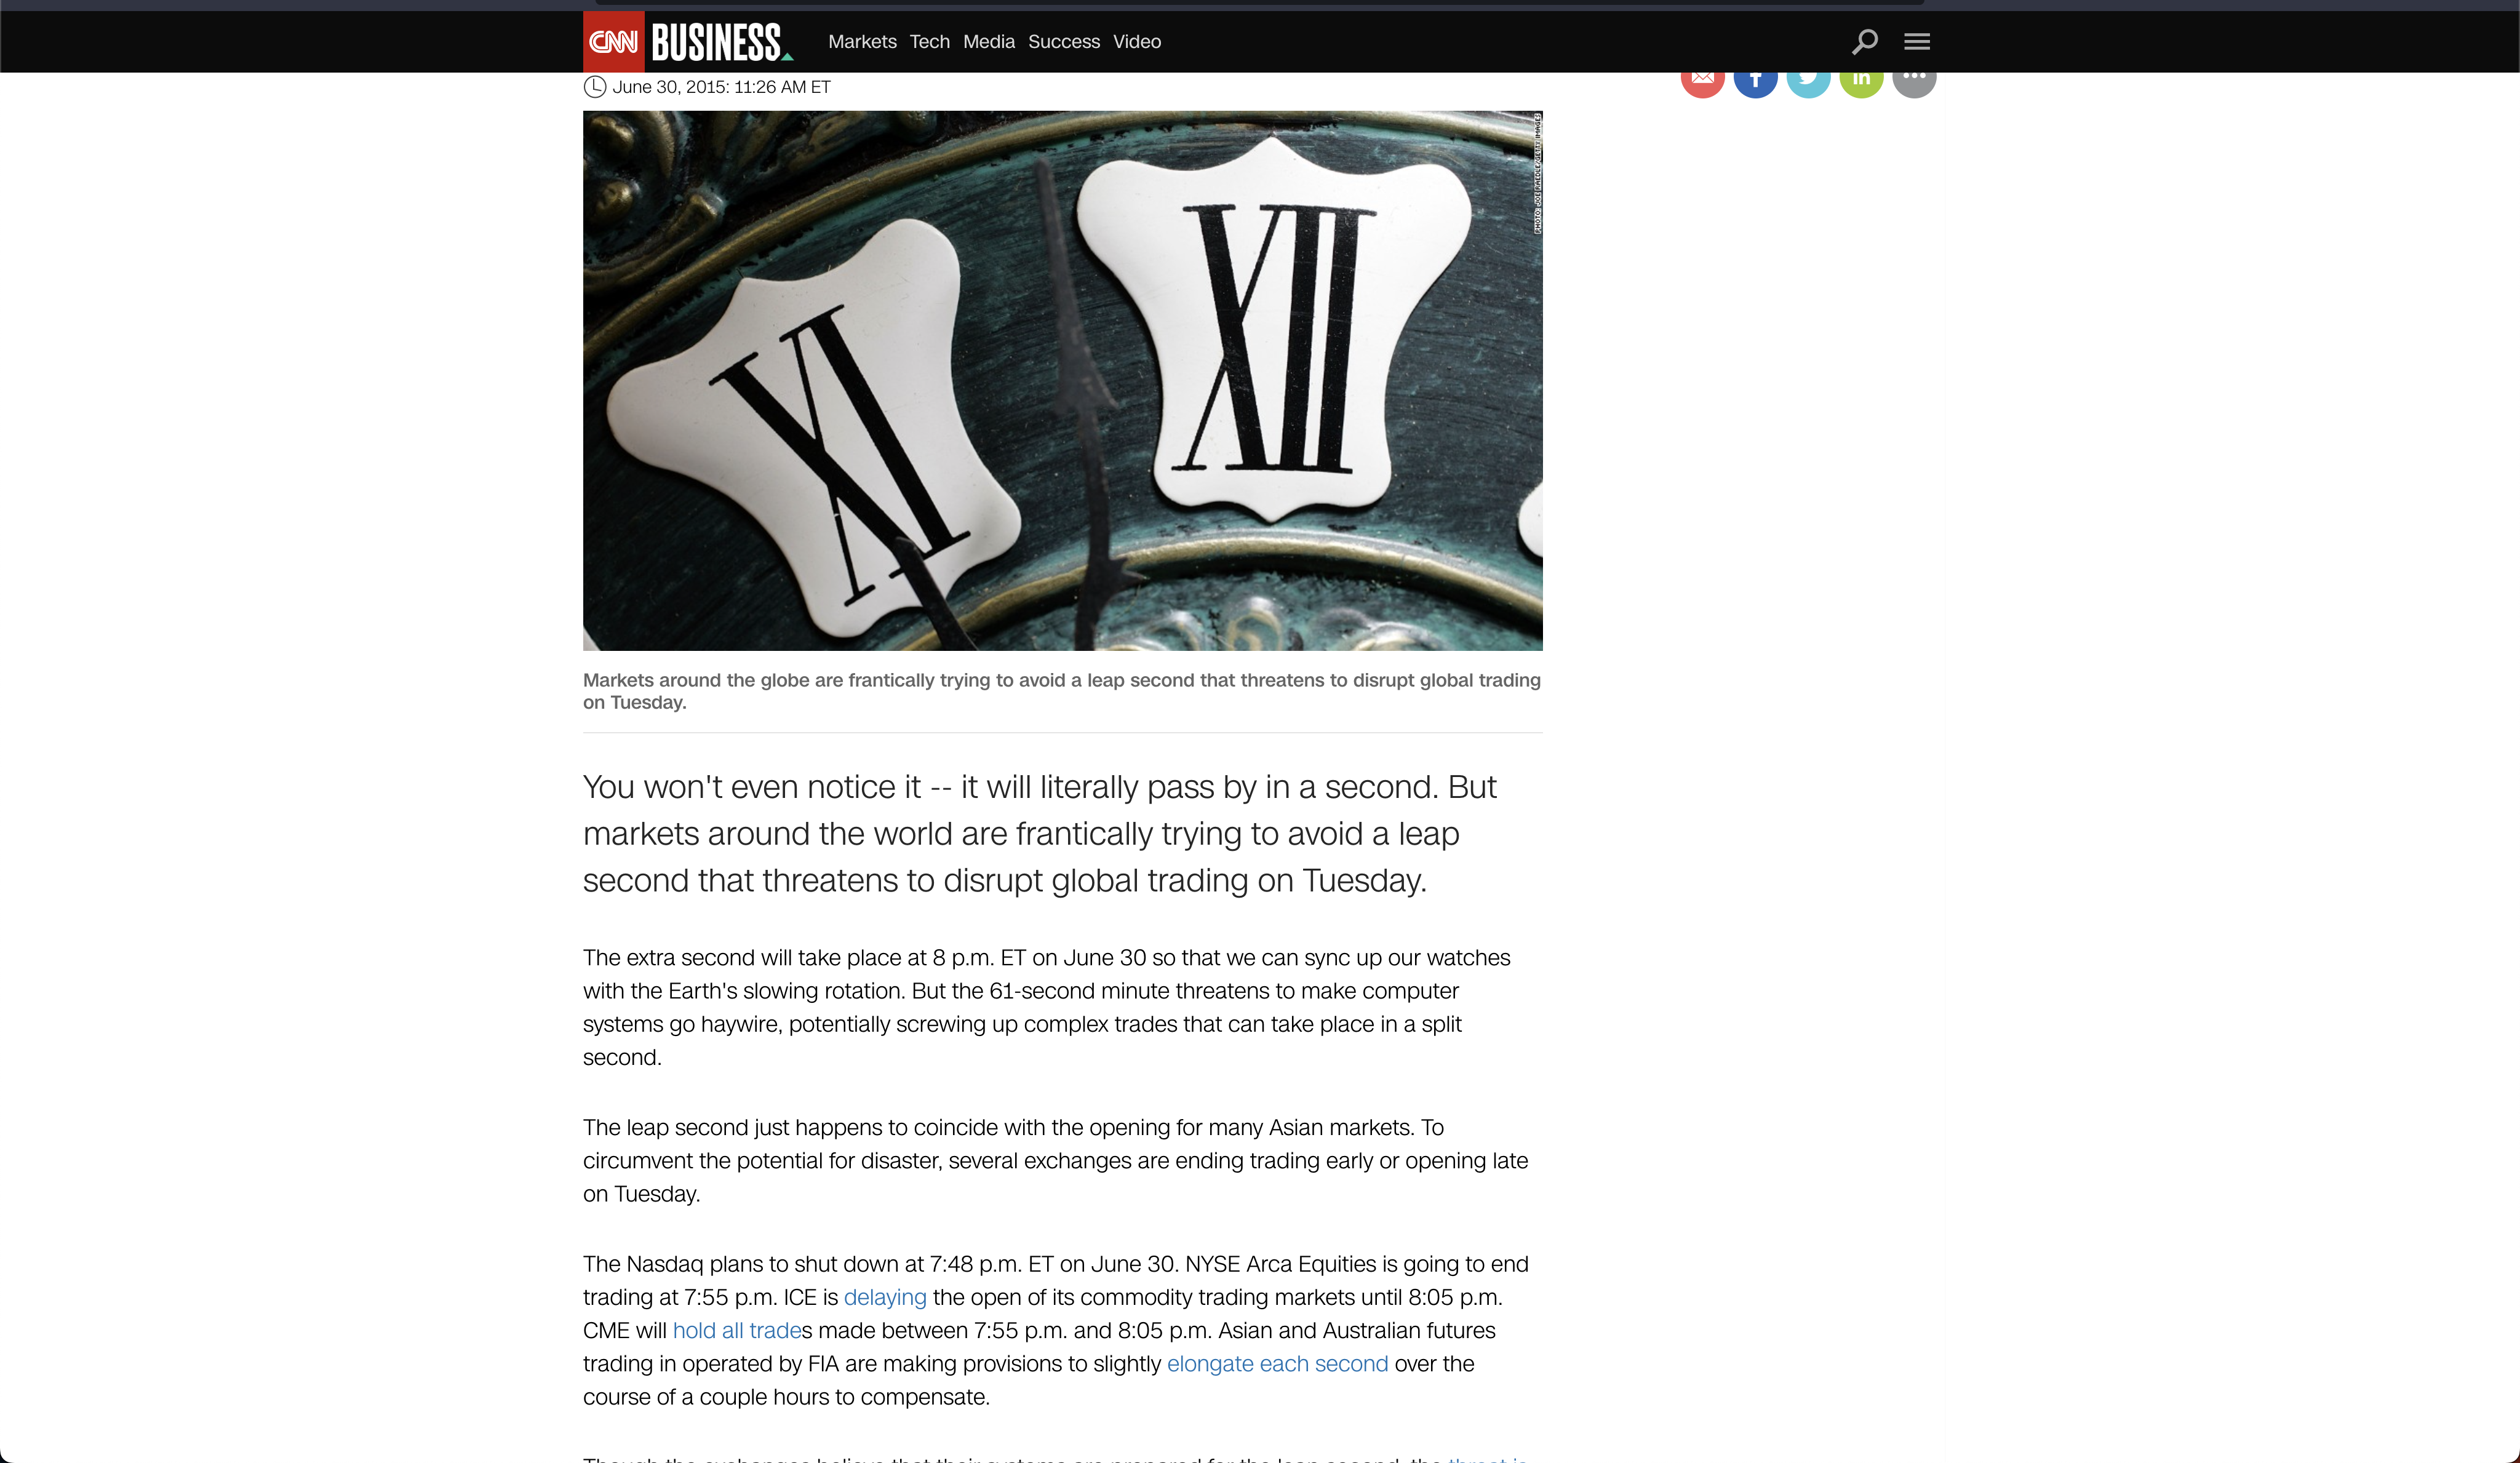 CNN BUSINESS Markets Tech Media Success Video
June 30, 2015: 11:26 AM ET
XI
XII
Markets around the globe are frantically trying to avoid a leap second that threatens to disrupt global trading
on Tuesday.
You won't even notice it -- it will literally pass by in a second. But
markets around the world are frantically trying to avoid a leap
second that threatens to disrupt global trading on Tuesday.
The extra second will take place at 8 p.m. ET on June 30 so that we can sync up our watches
with the Earth's slowing rotation. But the 61-second minute threatens to make computer
systems go haywire, potentially screwing up complex trades that can take place in a split
second.
The leap second just happens to coincide with the opening for many Asian markets. To
circumvent the potential for disaster, several exchanges are ending trading early or opening late
on Tuesday.
The Nasdaq plans to shut down at 7:48 p.m. ET on June 30. NYSE Arca Equities is going to end
trading at 7:55 p.m. ICE is delaying the open of its commodity trading markets until 8:05 p.m.
CME will hold all trades made between 7:55 p.m. and 8:05 p.m. Asian and Australian futures
trading in operated by FIA are making provisions to slightly elongate each second over the
course of a couple hours to compensate.